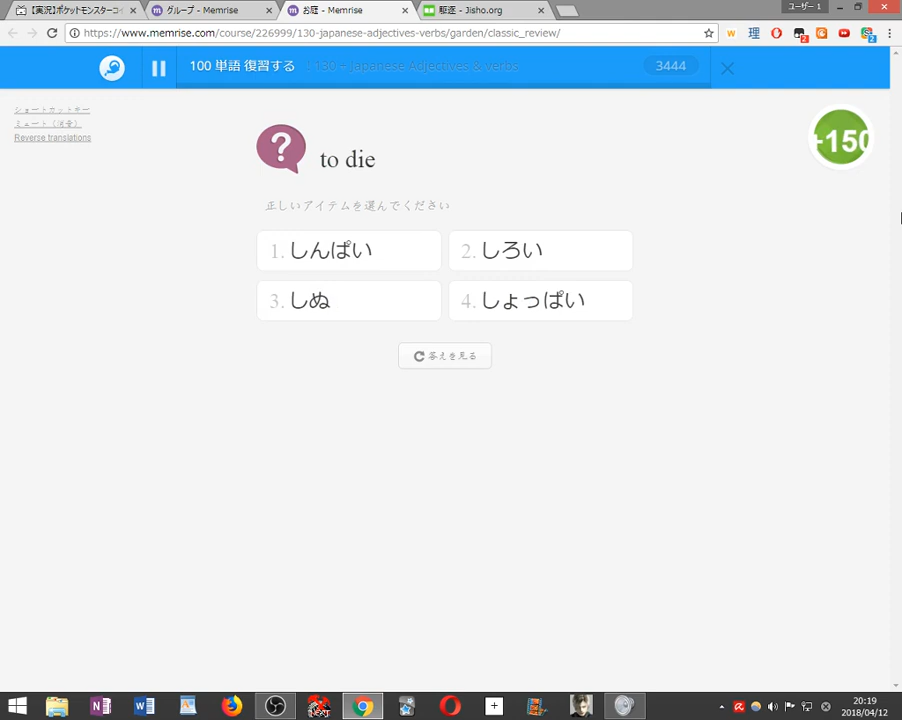 【実況】ポケットモンスターコイ
グループ - Memrise
お庭 - Memrise
駆逐 - Jisho.org
ユーザー 1
https://www.memrise.com/course/226999/130-japanese-adjectives-verbs/garden/classic_review/
100 単語 復習する : 130 – Japanese Adjectives & verbs
3444
ショートカットキー
ミュート (消音)
Reverse translations
+150
? to die
正しいアイテムを選んでください
1. しんぱい
2. しろい
3. しぬ
4. しょっぱい
答えを見る
20:19
2018/04/12